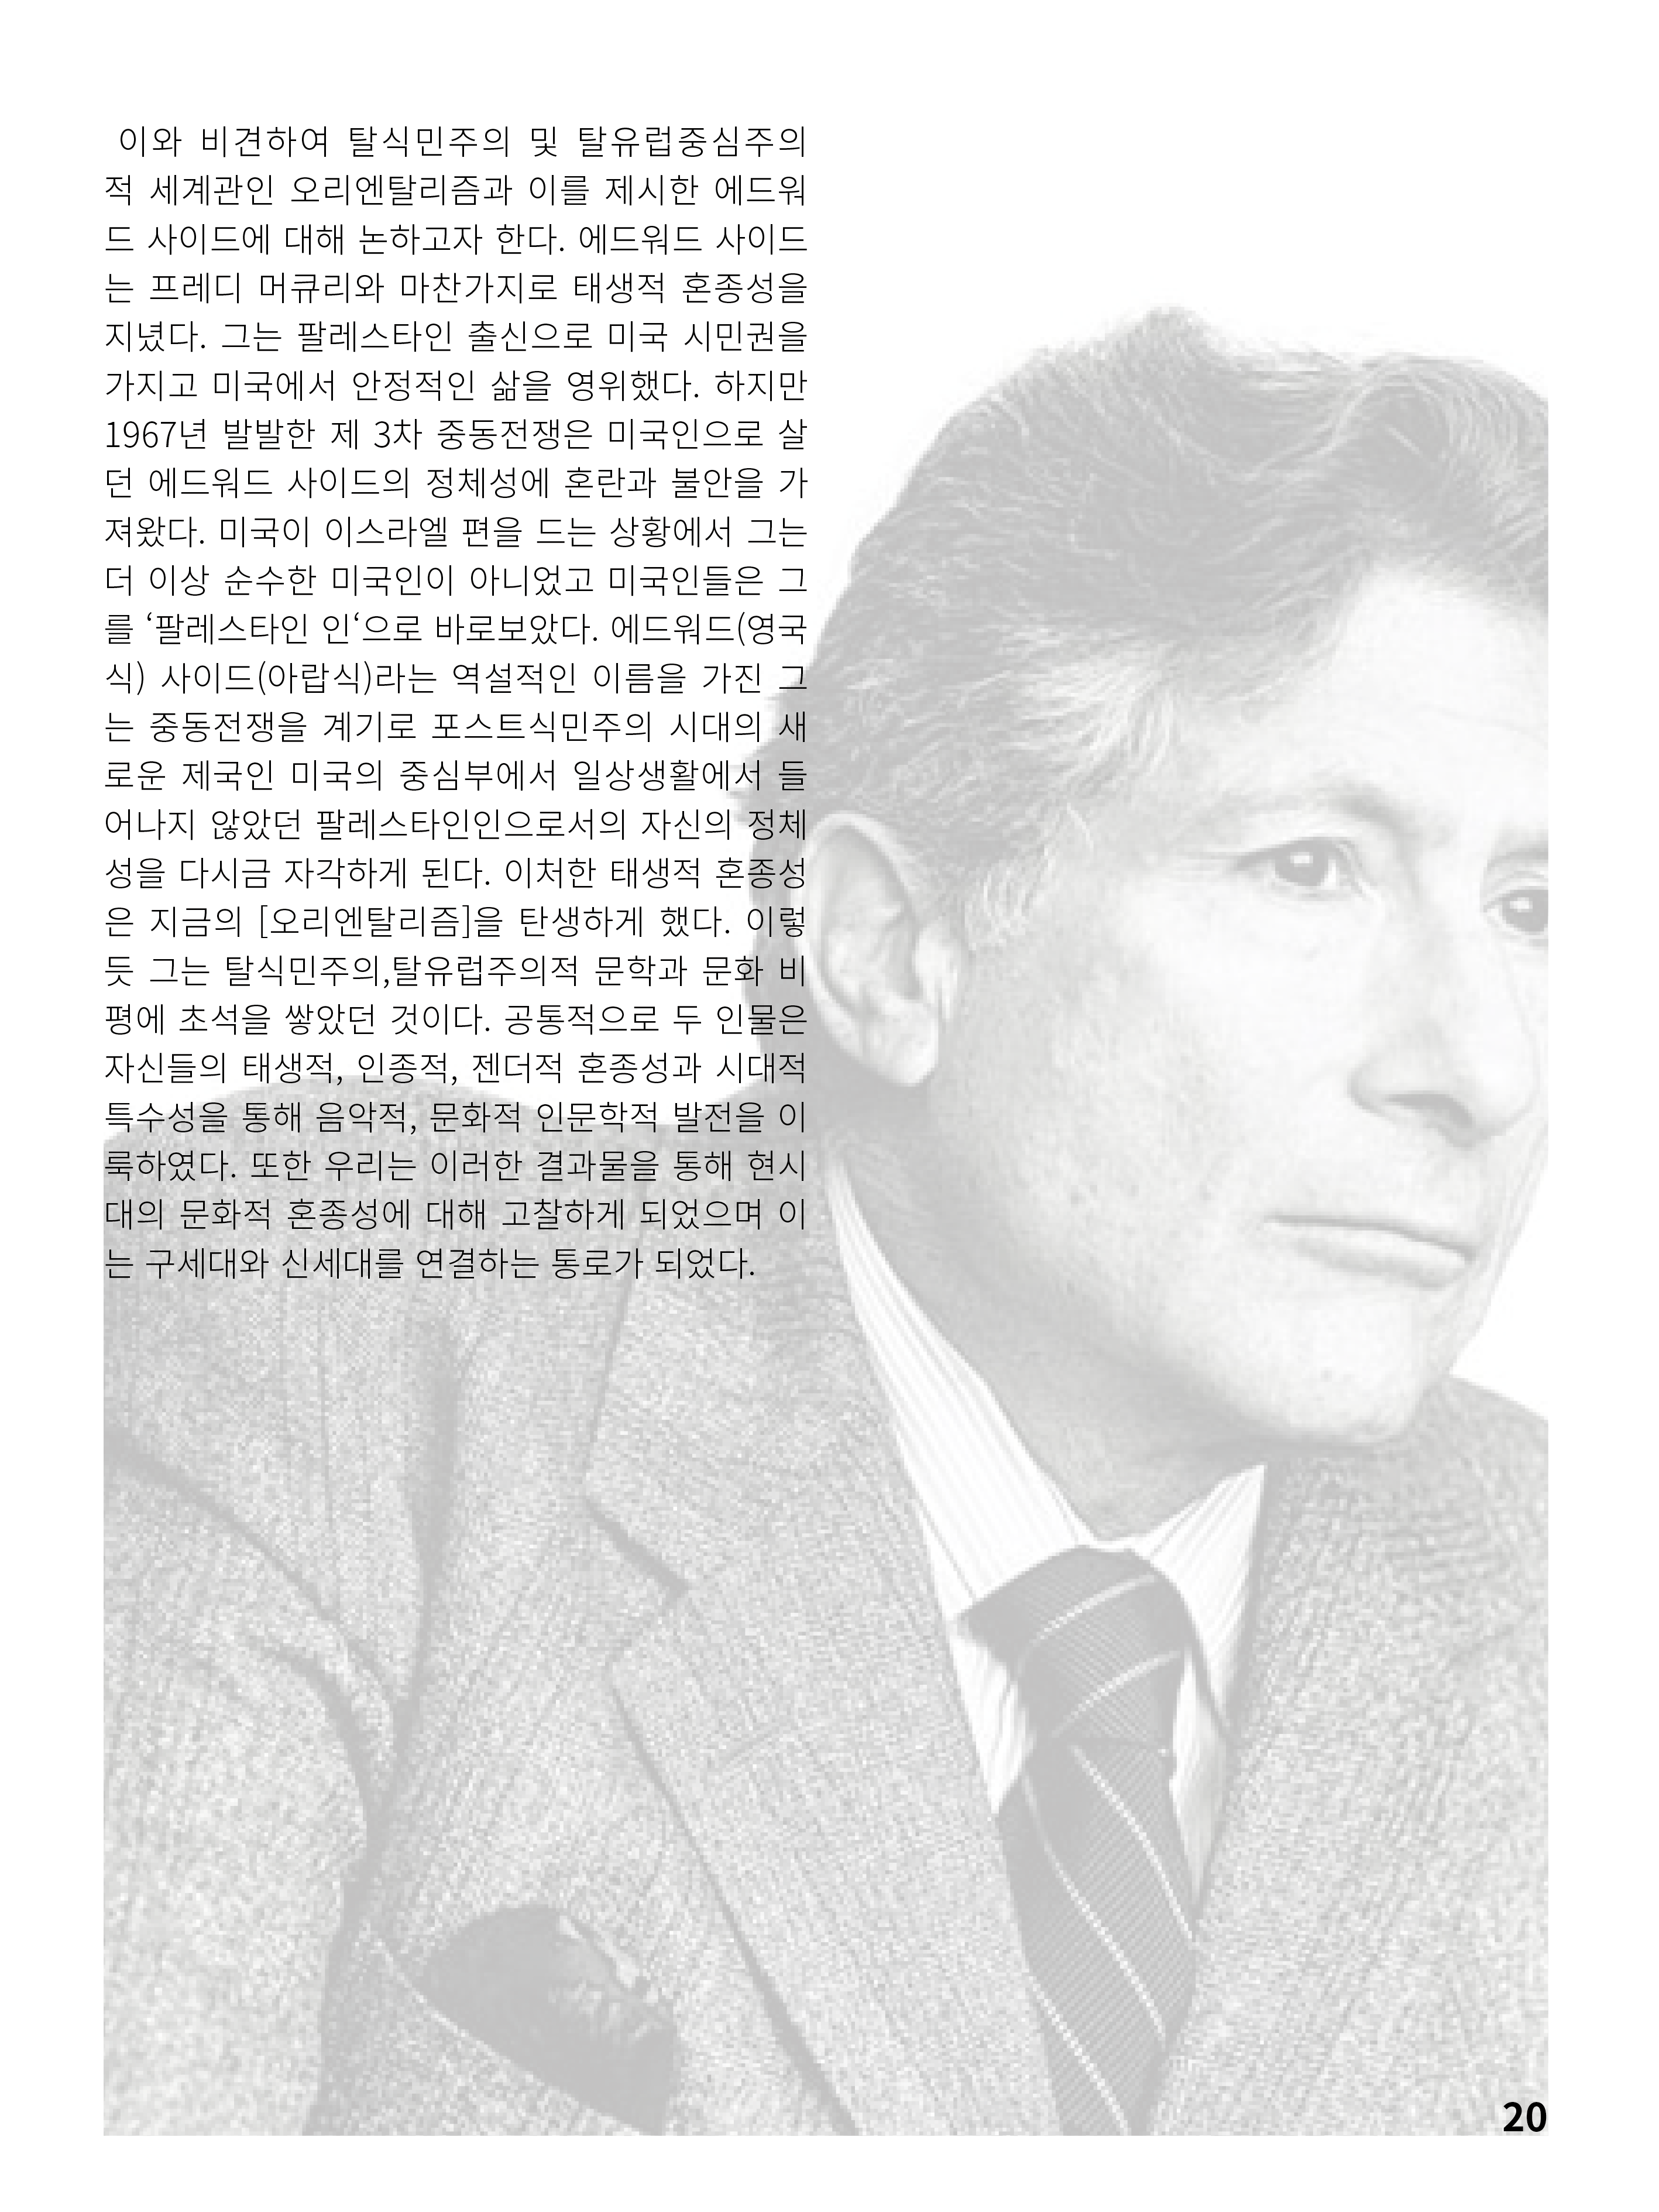 이와 비견하여 탈식민주의 및 탈유럽중심주의
적 세계관인 오리엔탈리즘과 이를 제시한 에드워
드 사이드에 대해 논하고자 한다. 에드워드 사이드
는 프레디 머큐리와 마찬가지로 태생적 혼종성을
지녔다. 그는 팔레스타인 출신으로 미국 시민권을
가지고 미국에서 안정적인 삶을 영위했다. 하지만
1967년 발발한 제 3차 중동전쟁은 미국인으로 살
던 에드워드 사이드의 정체성에 혼란과 불안을 가
져왔다. 미국이 이스라엘 편을 드는 상황에서 그는
더 이상 순수한 미국인이 아니었고 미국인들은 그
를 ‘팔레스타인 인‘으로 바로보았다. 에드워드(영국
식) 사이드(아랍식)라는 역설적인 이름을 가진 그
는 중동전쟁을 계기로 포스트식민주의 시대의 새
로운 제국인 미국의 중심부에서 일상생활에서 들
어나지 않았던 팔레스타인인으로서의 자신의 정체
성을 다시금 자각하게 된다. 이처한 태생적 혼종성
은 지금의 [오리엔탈리즘]을 탄생하게 했다. 이렇
듯 그는 탈식민주의,탈유럽주의적 문학과 문화 비
평에 초석을 쌓았던 것이다. 공통적으로 두 인물은
자신들의 태생적, 인종적, 젠더적 혼종성과 시대적
특수성을 통해 음악적, 문화적 인문학적 발전을 이
룩하였다. 또한 우리는 이러한 결과물을 통해 현시
대의 문화적 혼종성에 대해 고찰하게 되었으며 이
는 구세대와 신세대를 연결하는 통로가 되었다.
20